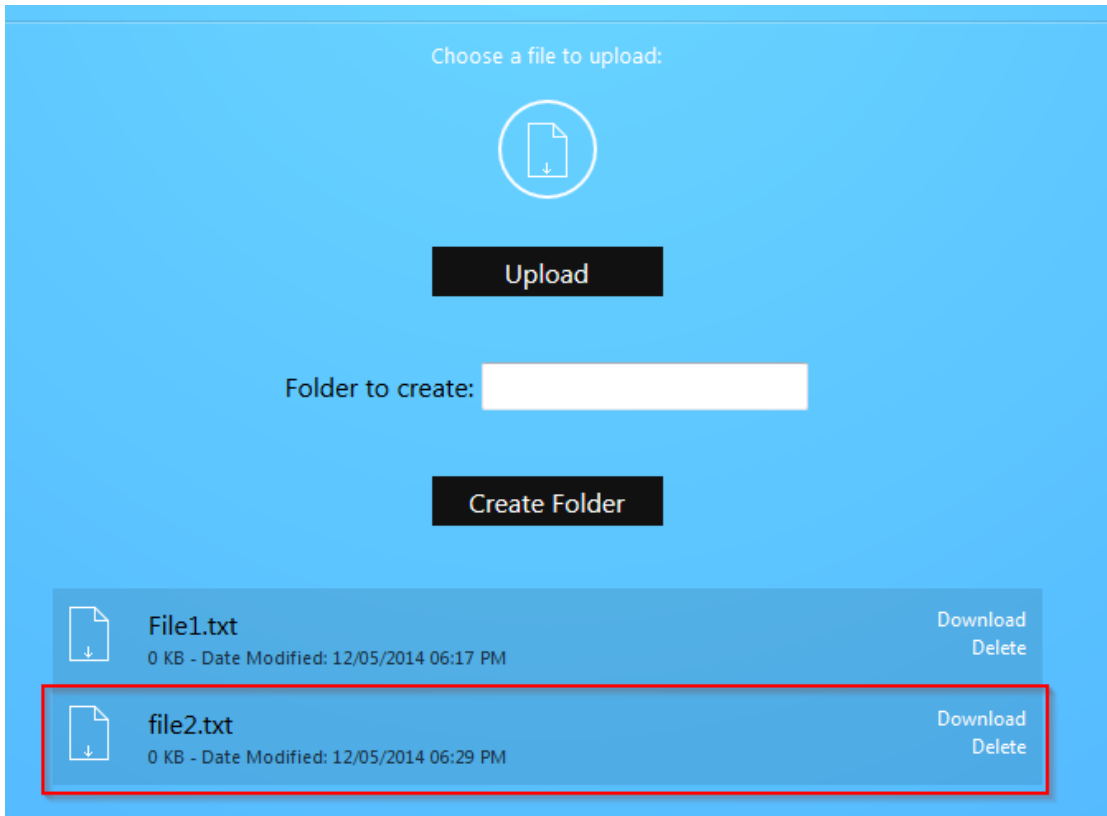 Choose a file to upload:
Upload
Folder to create:
Create Folder
File1.txt
Download
0 KB - Date Modified: 12/05/2014 06:17 PM
Delete
file2.txt
Download
0 KB - Date Modified: 12/05/2014 06:29 PM
Delete